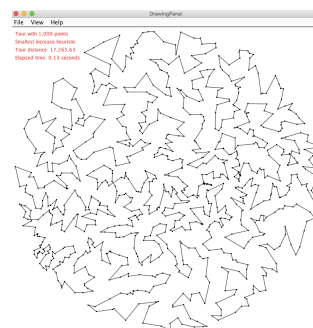 DrawingPanel
File View Help
Tour with 1,000 points
Smallest increase heuristic
Tour distance: 17,265.63
Elapsed time: 0.13 seconds